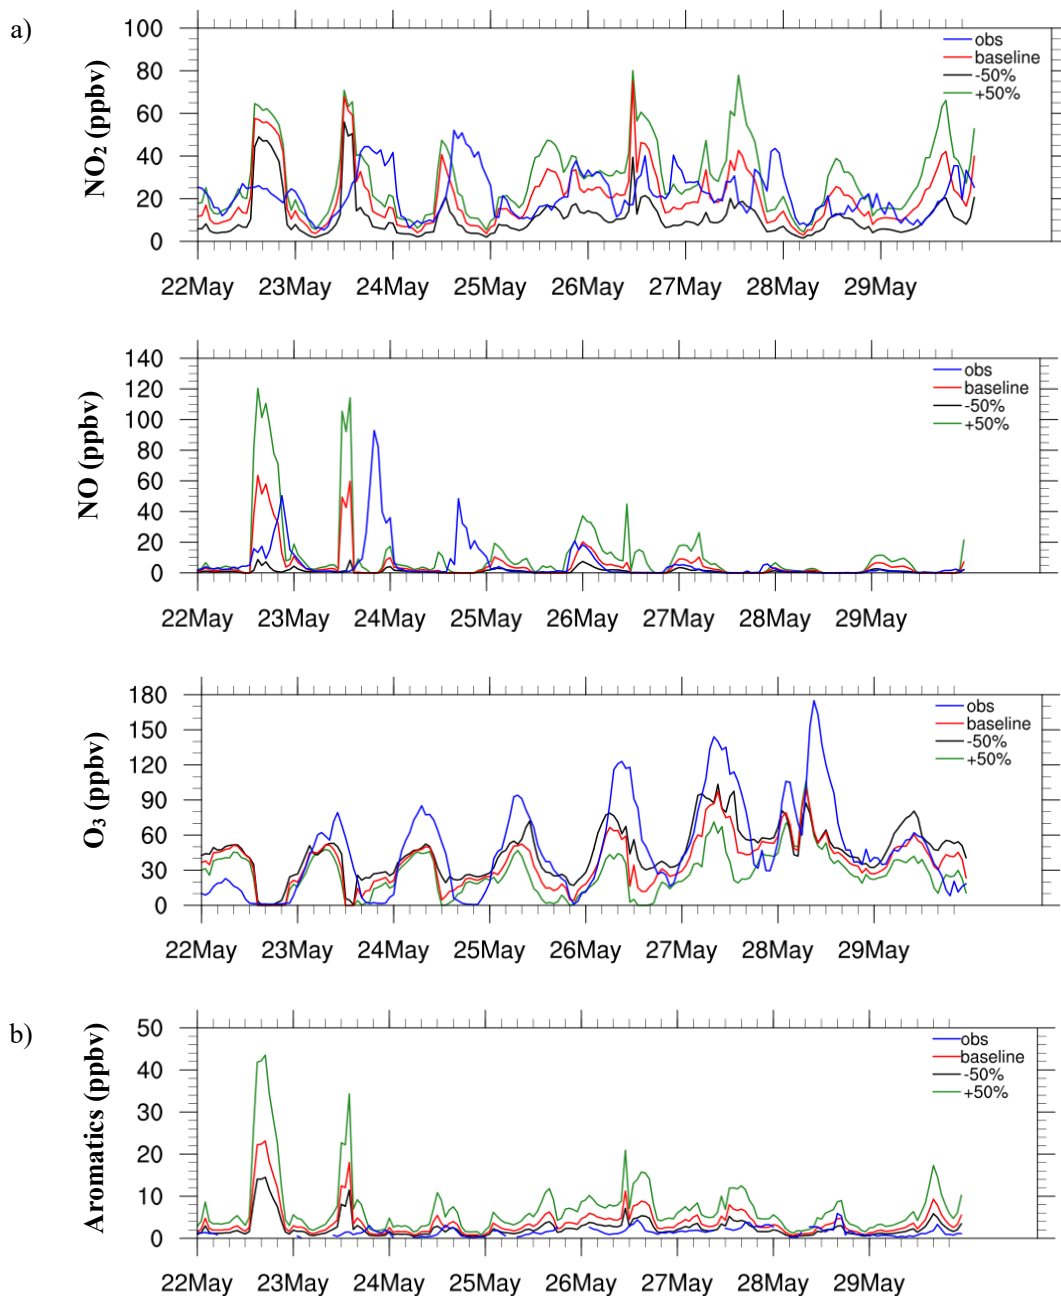 a)
NO₂ (ppbv)
100
80
60
40
20
0
obs
baseline
-50%
+50%
22May 23May 24May 25May 26May 27May 28May 29May
NO (ppbv)
140
120
100
80
60
40
20
0
obs
baseline
-50%
+50%
22May 23May 24May 25May 26May 27May 28May 29May
O₃ (ppbv)
180
150
120
90
60
30
0
obs
baseline
-50%
+50%
22May 23May 24May 25May 26May 27May 28May 29May
b)
Aromatics (ppbv)
50
40
30
20
10
0
obs
baseline
-50%
+50%
22May 23May 24May 25May 26May 27May 28May 29May